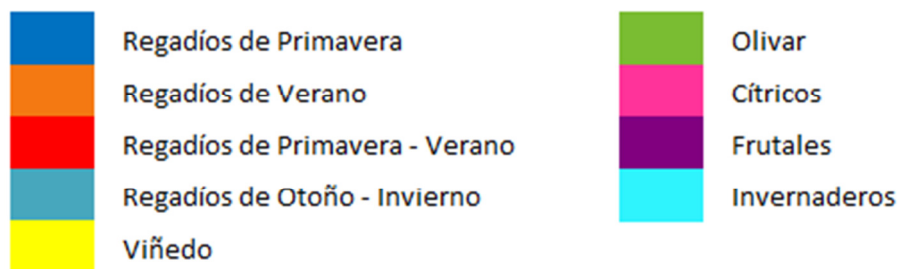 Regadíos de Primavera
Regadíos de Verano
Regadíos de Primavera - Verano
Regadíos de Otoño - Invierno
Viñedo
Olivar
Cítricos
Frutales
Invernaderos